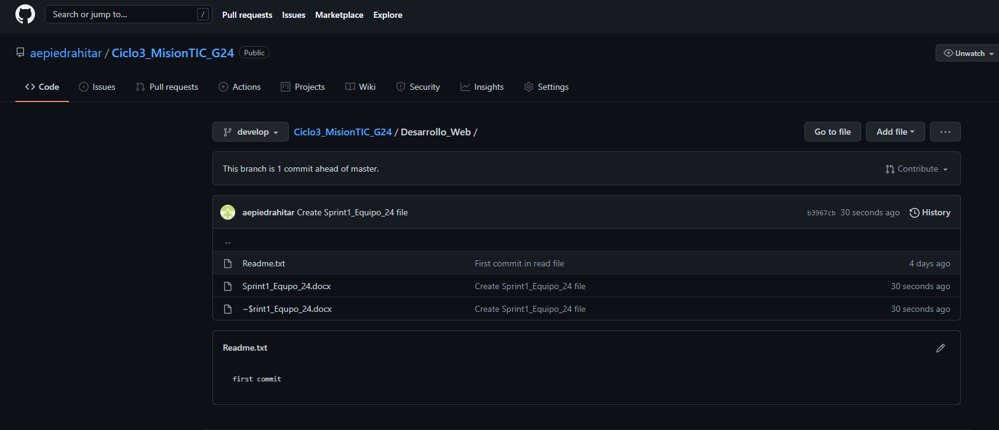 Search or jump to... /
Pull requests Issues Marketplace Explore
aepiedrahitar / Ciclo3_MisionTIC_G24 Public
Unwatch
Code Issues Pull requests Actions Projects Wiki Security Insights Settings
develop Ciclo3_MisionTIC_G24 / Desarrollo_Web /
Go to file Add file ...
This branch is 1 commit ahead of master.
Contribute
aepiedrahitar Create Sprint1_Equipo_24 file
b3967cb 30 seconds ago History
..
Readme.txt First commit in read file 4 days ago
Sprint1_Equpo_24.docx Create Sprint1_Equipo_24 file 30 seconds ago
~$rint1_Equpo_24.docx Create Sprint1_Equipo_24 file 30 seconds ago
Readme.txt
first commit